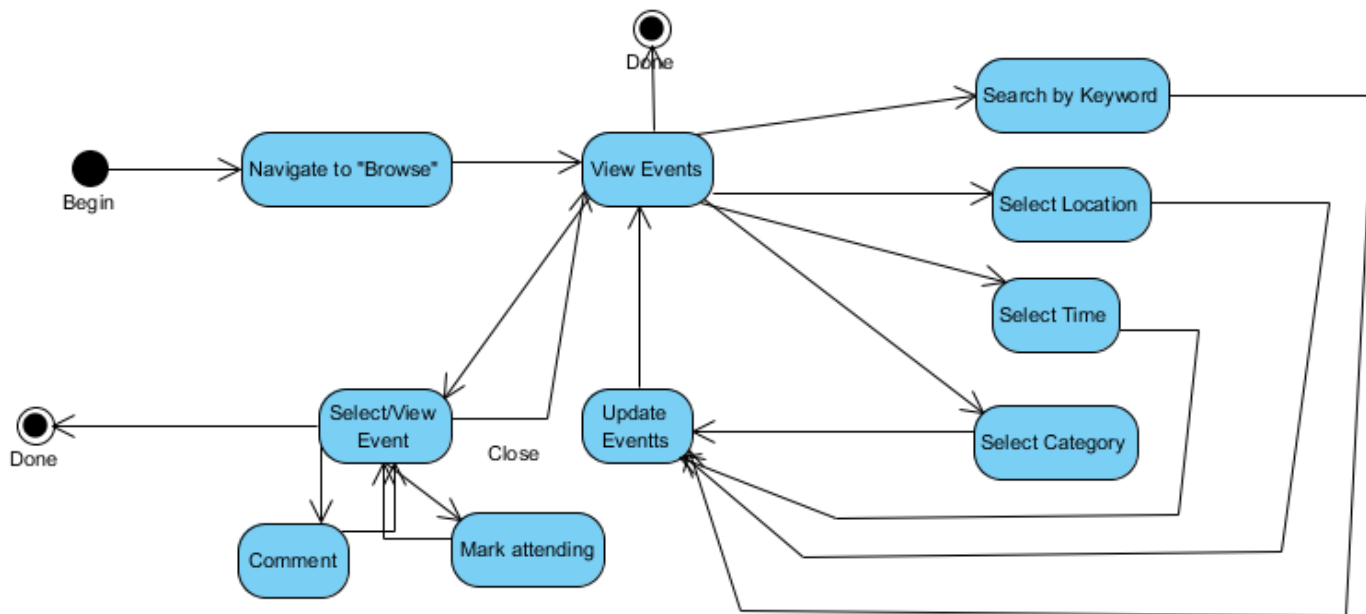 Done
Search by Keyword
Navigate to "Browse"
View Events
Begin
Select Location
Select Time
Select/View
Event
Update
Eventts
Select Category
Close
Done
Comment
Mark attending